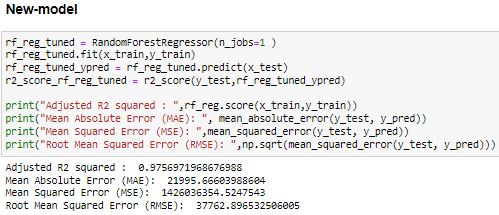 New-model
rf_reg_tuned = RandomForestRegressor(n_jobs=1 )
rf_reg_tuned.fit(x_train,y_train)
rf_reg_tuned_ypred = rf_reg_tuned.predict(x_test)
r2_score_rf_reg_tuned = r2_score(y_test,rf_reg_tuned_ypred)
print("Adjusted R2 squared : ",rf_reg.score(x_train,y_train))
print("Mean Absolute Error (MAE): ", mean_absolute_error(y_test, y_pred))
print("Mean Squared Error (MSE): ",mean_squared_error(y_test, y_pred))
print("Root Mean Squared Error (RMSE): ",np.sqrt(mean_squared_error(y_test, y_pred)))
Adjusted R2 squared :  0.9756971968676988
Mean Absolute Error (MAE):  21995.66603988604
Mean Squared Error (MSE):  1426036354.5247543
Root Mean Squared Error (RMSE):  37762.896532506005